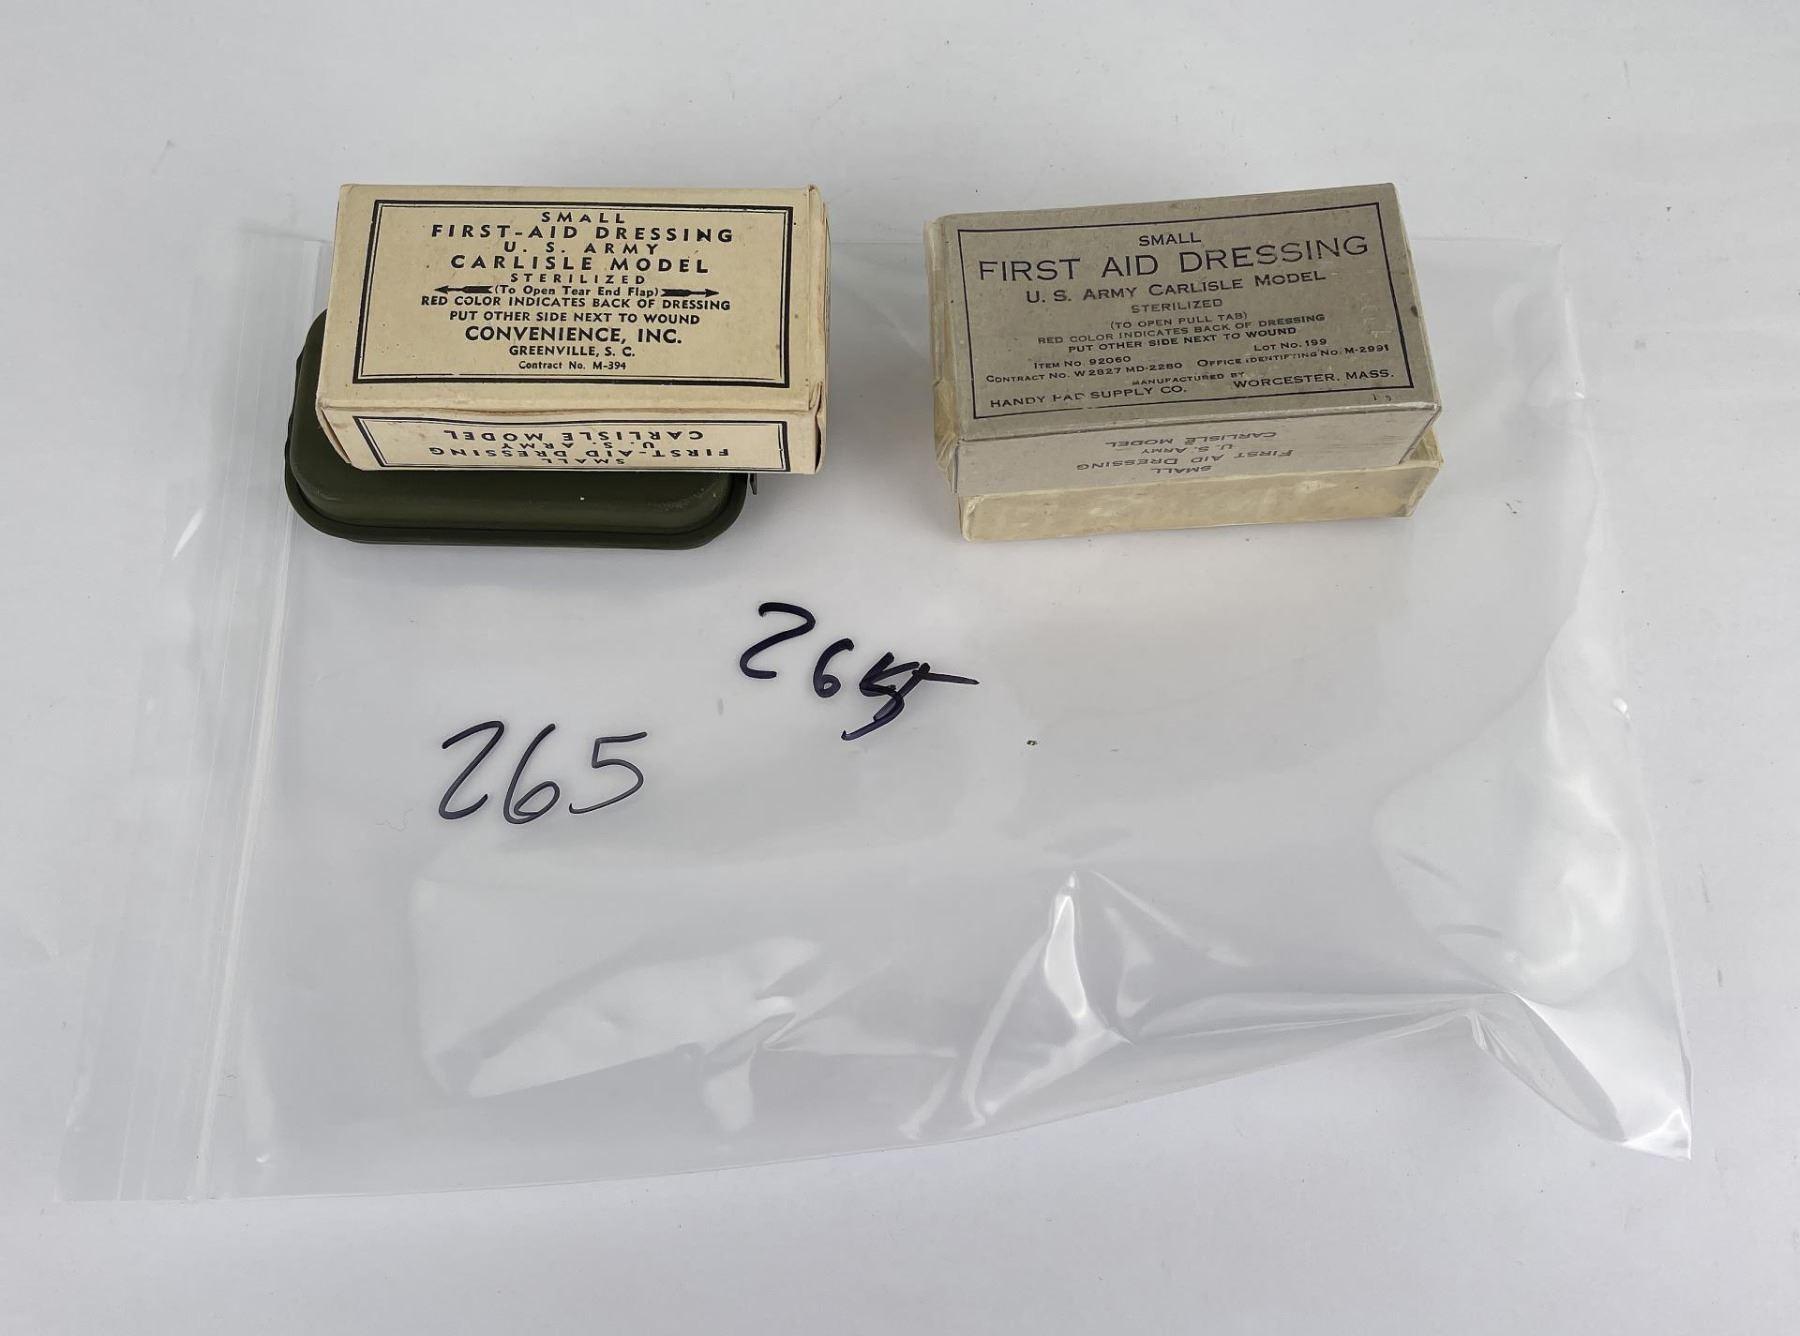 SMALL
FIRST-AID DRESSING
U. S. ARMY
CARLISLE MODEL
STERILIZED
(To Open Tear End Flap)
RED COLOR INDICATES BACK OF DRESSING
PUT OTHER SIDE NEXT TO WOUND
CONVENIENCE, INC.
GREENVILLE, S. C.
Contract No. M-394
SMALL
FIRST-AID DRESSING
U. S. ARMY
CARLISLE MODEL
SMALL
FIRST AID DRESSING
U. S. ARMY CARLISLE MODEL
STERILIZED
(TO OPEN PULL TAB)
RED COLOR INDICATES BACK OF DRESSING
PUT OTHER SIDE NEXT TO WOUND
ITEM NO. 92060 LOT NO. 199
CONTRACT NO. W2827 MD-2280 OFFICE IDENTIFYING NO. M-2991
MANUFACTURED BY
HANDY PAD SUPPLY CO. WORCESTER, MASS.
SMALL
FIRST AID DRESSING
U. S. ARMY
CARLISLE MODEL
265
265